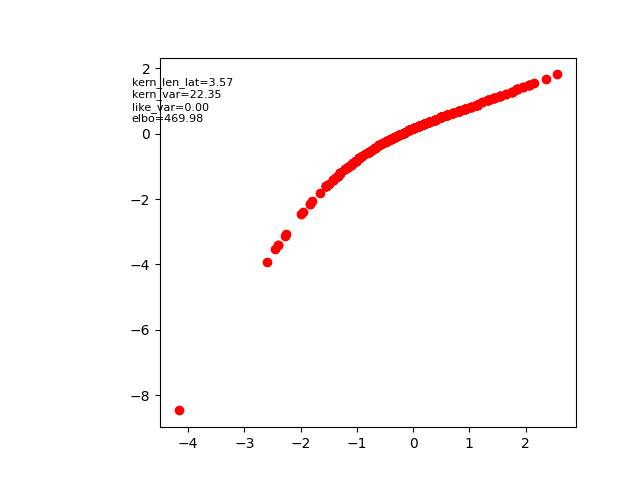 2
kern_len_lat=3.57
kern_var=22.35
like_var=0.00
elbo=469.98
0
−2
−4
−6
−8
−4 −3 −2 −1 0 1 2